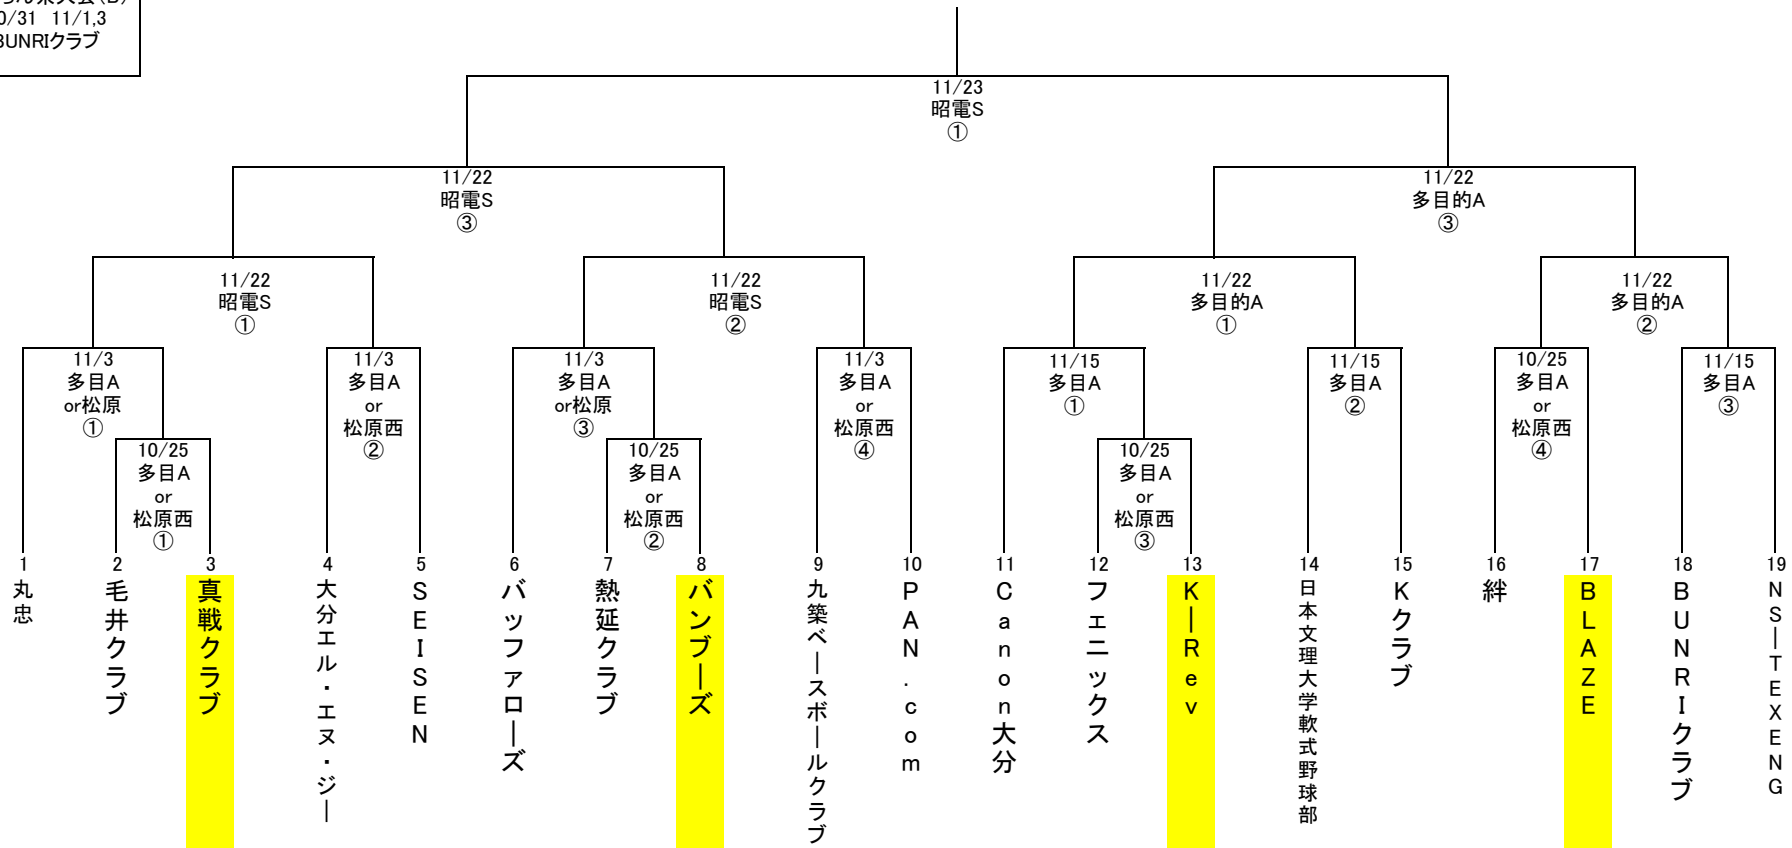 0/31 11/1,3
BUNRIクラブ
11/23
昭電S
①
11/22
昭電S
③
11/22
多目的A
③
11/22
昭電S
①
11/22
昭電S
②
11/22
多目的A
①
11/22
多目的A
②
11/3
多目A
or松原
①
11/3
多目A
or
松原西
②
11/3
多目A
or松原
③
11/3
多目A
or
松原西
④
11/15
多目A
①
11/15
多目A
②
10/25
多目A
or
松原西
④
11/15
多目A
③
10/25
多目A
or
松原西
①
10/25
多目A
or
松原西
②
10/25
多目A
or
松原西
③
1
丸忠
2
毛井クラブ
3
真戦クラブ
4
大分エル・エヌ・ジー
5
SEISEN
6
バッファローズ
7
熱延クラブ
8
バンブーズ
9
九築ベースボールクラブ
10
PAN.com
11
Canon大分
12
フェニックス
13
K―Rev
14
日本文理大学軟式野球部
15
Kクラブ
16
絆
17
BLAZE
18
BUNRIクラブ
19
NS―TEXENG